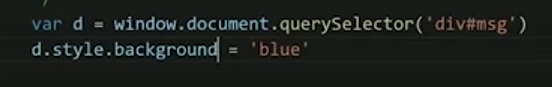 var d = window.document.querySelector('div#msg')
d.style.background = 'blue'